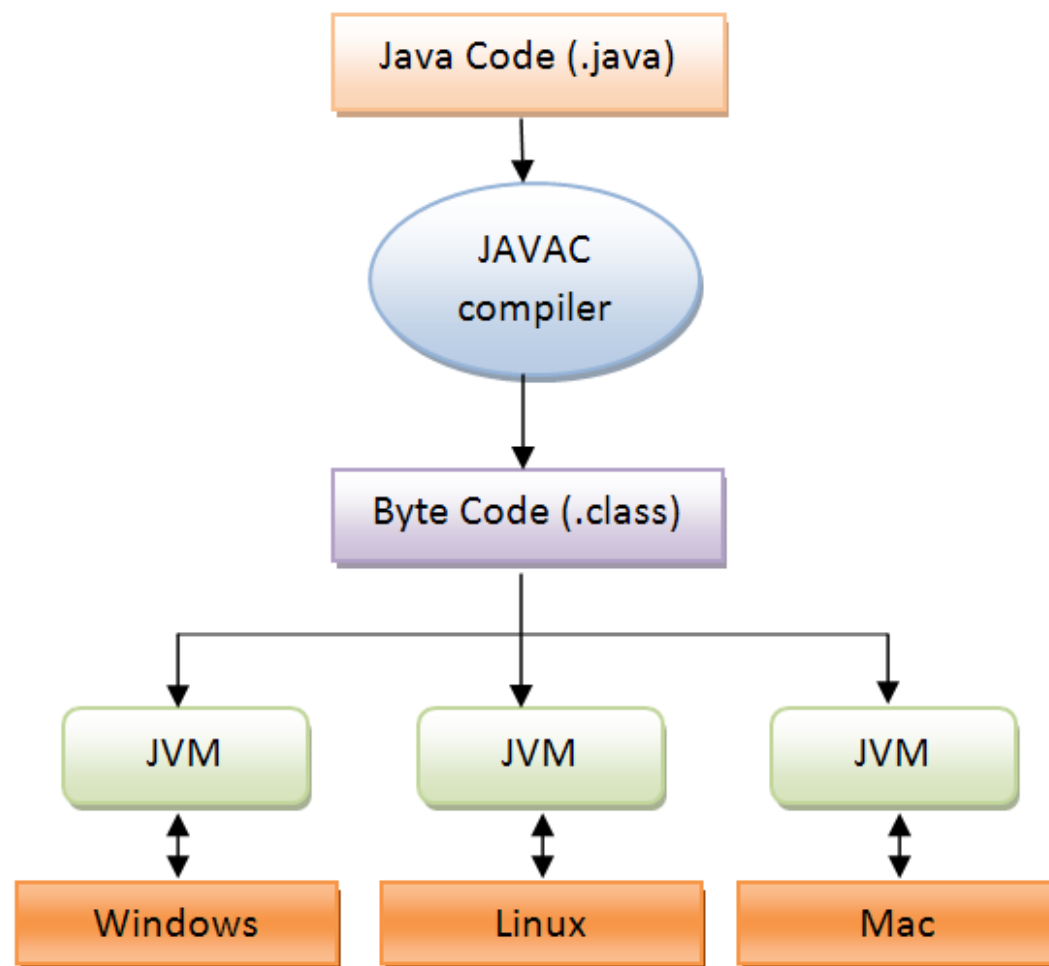 Java Code (.java)
JAVAC
compiler
Byte Code (.class)
JVM
JVM
JVM
Windows
Linux
Mac